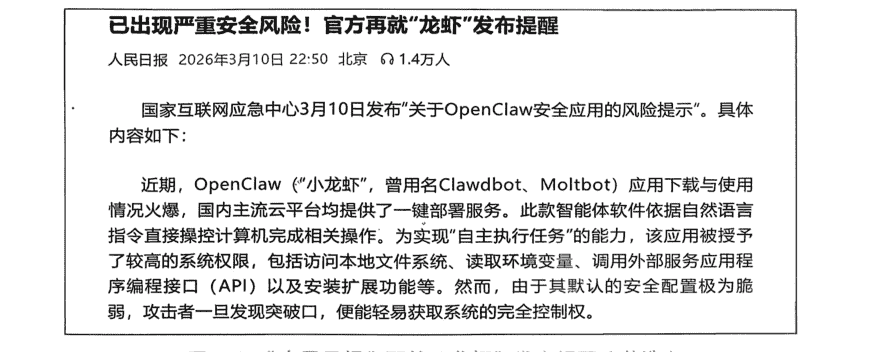 已出现严重安全风险！官方再就"龙虾"发布提醒
人民日报 2026年3月10日 22:50 北京 1.4万人
国家互联网应急中心3月10日发布"关于OpenClaw安全应用的风险提示"。具体
内容如下：
近期，OpenClaw（"小龙虾"，曾用名Clawdbot、Moltbot）应用下载与使用
情况火爆，国内主流云平台均提供了一键部署服务。此款智能体软件依据自然语言
指令直接操控计算机完成相关操作。为实现"自主执行任务"的能力，该应用被授予
了较高的系统权限，包括访问本地文件系统、读取环境变量、调用外部服务应用程
序编程接口（API）以及安装扩展功能等。然而，由于其默认的安全配置极为脆
弱，攻击者一旦发现突破口，便能轻易获取系统的完全控制权。